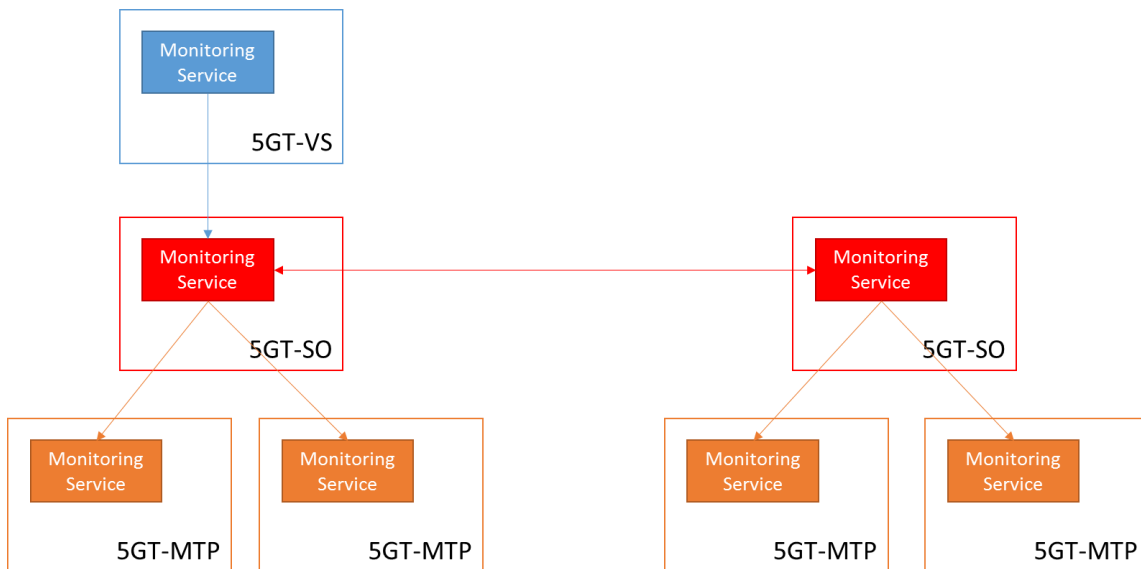 Monitoring
Service
5GT-VS
Monitoring
Service
5GT-SO
Monitoring
Service
5GT-SO
Monitoring
Service
5GT-MTP
Monitoring
Service
5GT-MTP
Monitoring
Service
5GT-MTP
Monitoring
Service
5GT-MTP